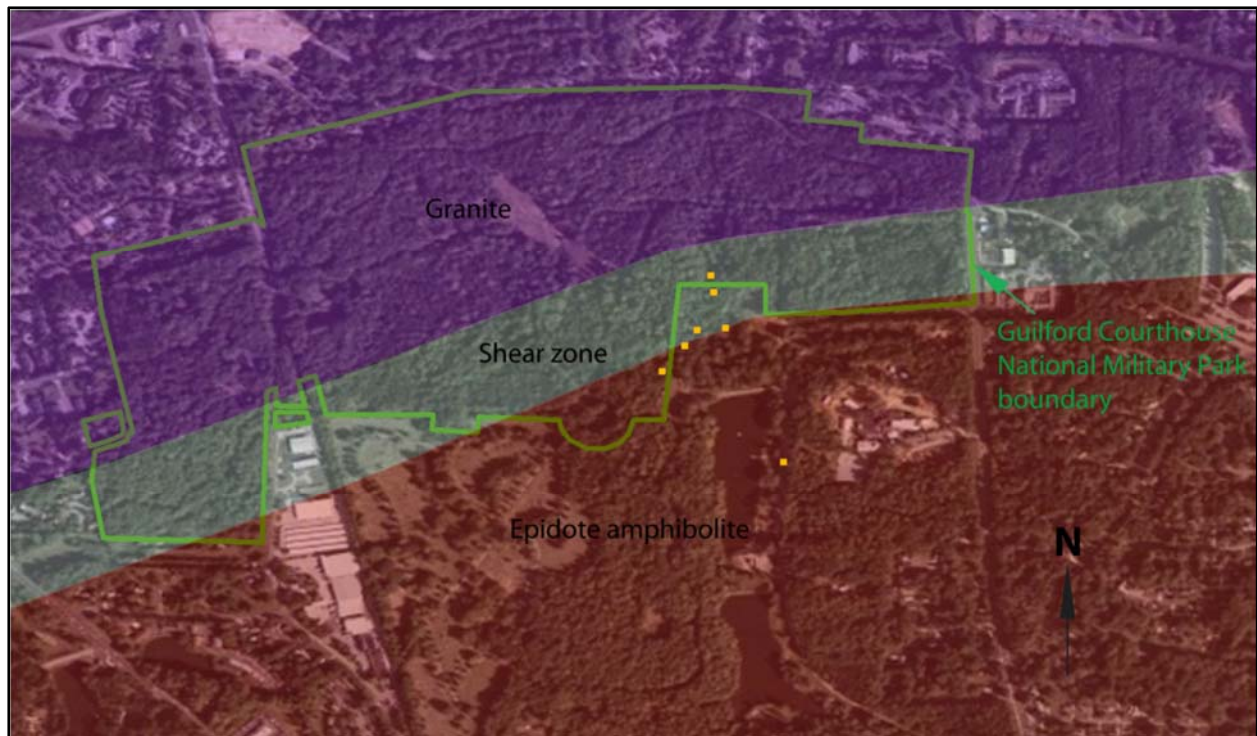 Granite
Shear zone
Guilford Courthouse
National Military Park
boundary
Epidote amphibolite
N